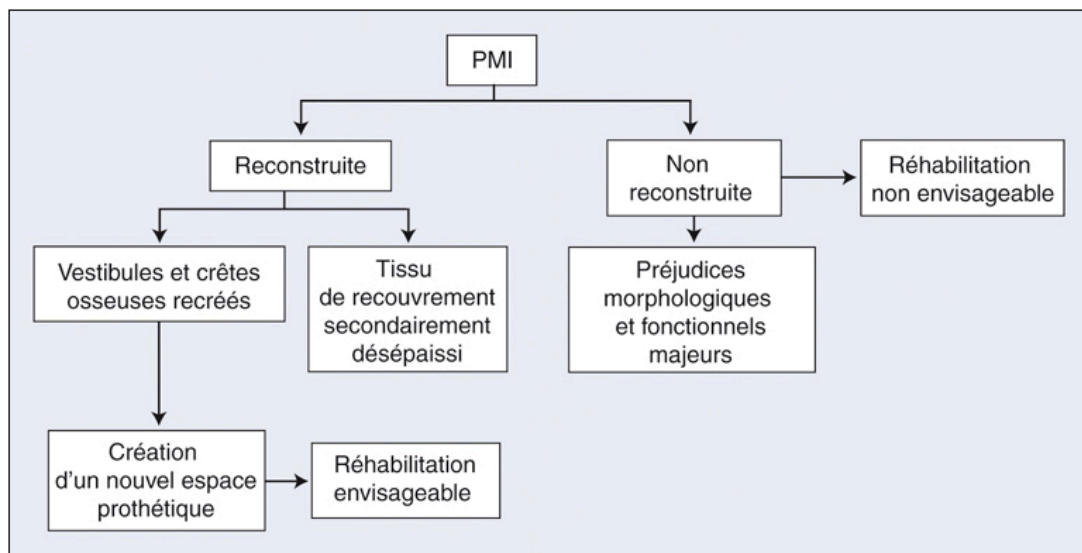 PMI
Reconstruite
Non
reconstruite
Réhabilitation
non envisageable
Vestibules et crêtes
osseuses recréés
Tissu
de recouvrement
secondairement
désépaissi
Préjudices
morphologiques
et fonctionnels
majeurs
Création
d'un nouvel espace
prothétique
Réhabilitation
envisageable